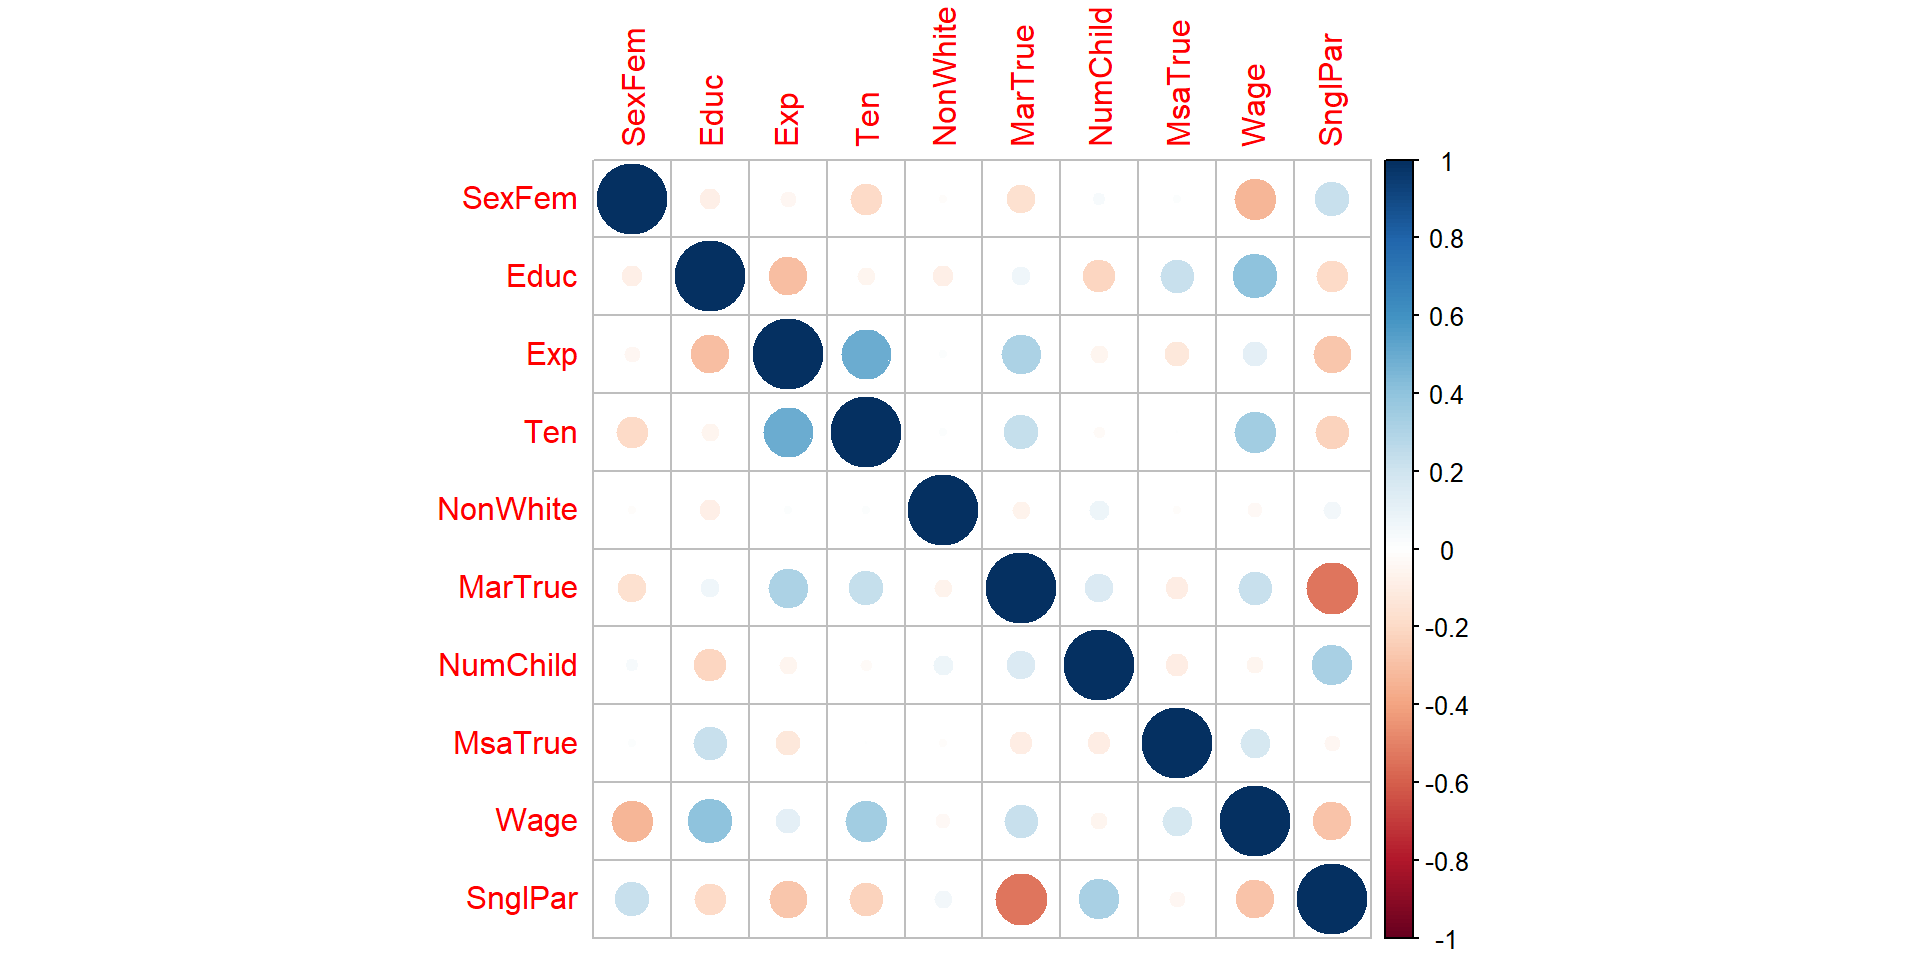 SexFem
Educ
Exp
Ten
NonWhite
MarTrue
NumChild
MsaTrue
Wage
SnglPar
SexFem
Educ
Exp
Ten
NonWhite
MarTrue
NumChild
MsaTrue
Wage
SnglPar
1
0.8
0.6
0.4
0.2
0
-0.2
-0.4
-0.6
-0.8
-1